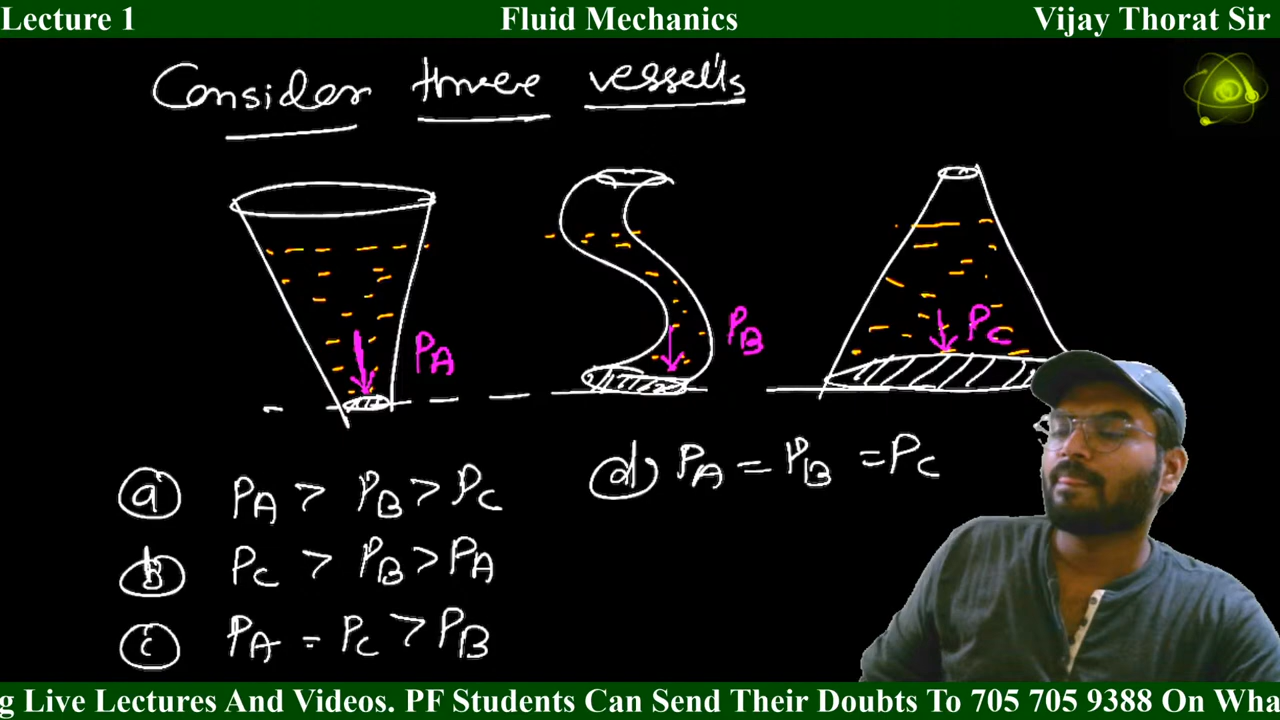 Lecture 1 Fluid Mechanics Vijay Thorat Sir
Consider three vessels
PA PB PC
a PA > PB > PC
b PC > PB > PA
c PA = PC > PB
d PA = PB = PC
g Live Lectures And Videos. PF Students Can Send Their Doubts To 705 705 9388 On Wha